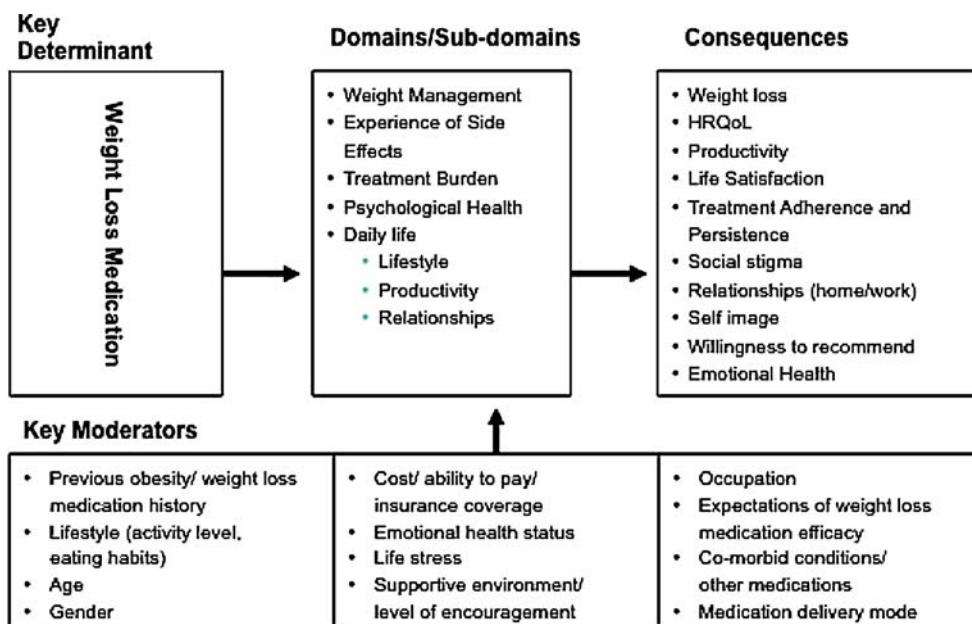 Key
Determinant
Weight Loss Medication
Domains/Sub-domains
• Weight Management
• Experience of Side
Effects
• Treatment Burden
• Psychological Health
• Daily life
• Lifestyle
• Productivity
• Relationships
Consequences
• Weight loss
• HRQoL
• Productivity
• Life Satisfaction
• Treatment Adherence and
Persistence
• Social stigma
• Relationships (home/work)
• Self image
• Willingness to recommend
• Emotional Health
Key Moderators
• Previous obesity/ weight loss
medication history
• Lifestyle (activity level,
eating habits)
• Age
• Gender
• Cost/ ability to pay/
insurance coverage
• Emotional health status
• Life stress
• Supportive environment/
level of encouragement
• Occupation
• Expectations of weight loss
medication efficacy
• Co-morbid conditions/
other medications
• Medication delivery mode